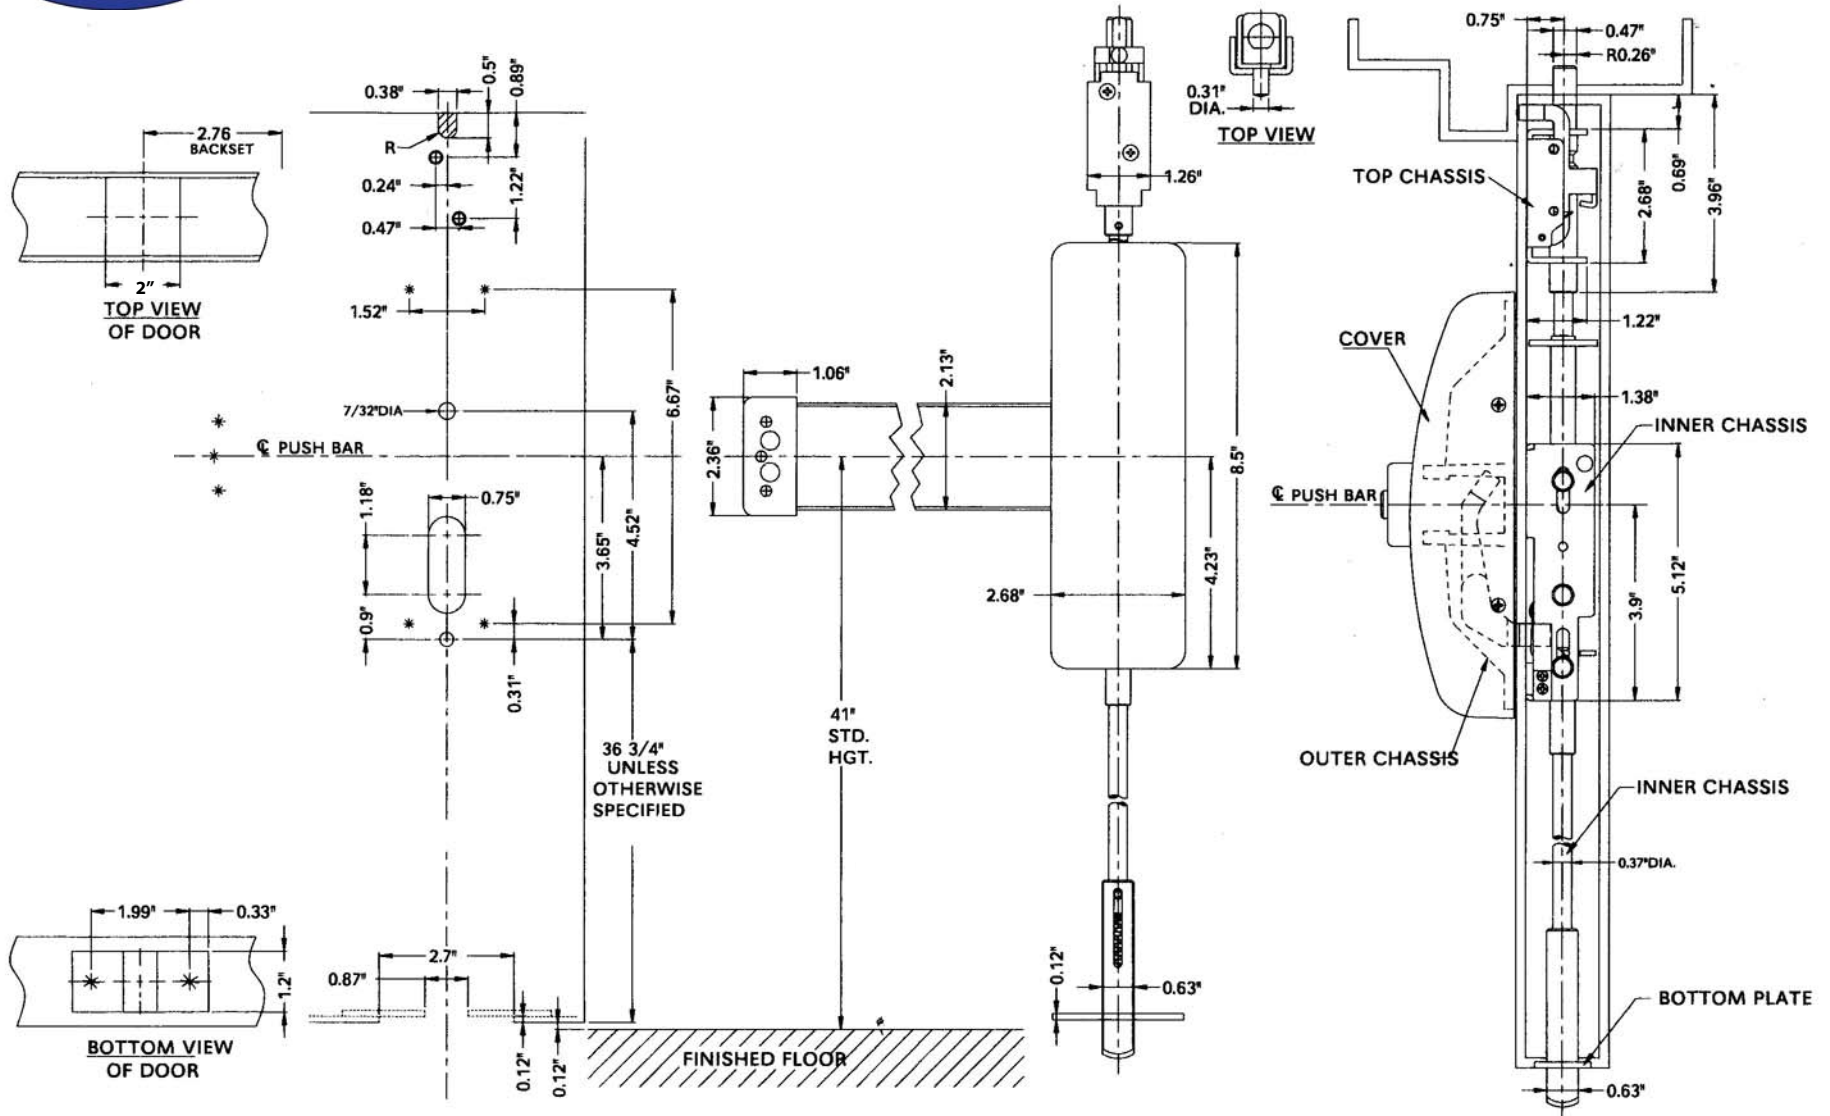 2.76
BACKSET
2"
TOP VIEW
OF DOOR
0.38"
0.5"
0.89"
R
0.24"
1.22"
0.47"
1.52"
6.67"
7/32"DIA
℄ PUSH BAR
1.18"
0.75"
0.9"
3.65"
4.52"
0.31"
36 3/4"
UNLESS
OTHERWISE
SPECIFIED
1.99"
0.33"
1.2"
BOTTOM VIEW
OF DOOR
2.7"
0.87"
0.12"
0.12"
FINISHED FLOOR
1.06"
2.36"
2.13"
41"
STD.
HGT.
1.26"
8.5"
4.23"
2.68"
0.12"
0.63"
0.31"
DIA.
TOP VIEW
0.75"
0.47"
R0.26"
TOP CHASSIS
2.68"
0.69"
3.96"
1.22"
COVER
1.38"
INNER CHASSIS
℄ PUSH BAR
3.9"
5.12"
OUTER CHASSIS
INNER CHASSIS
0.37"DIA.
BOTTOM PLATE
0.63"